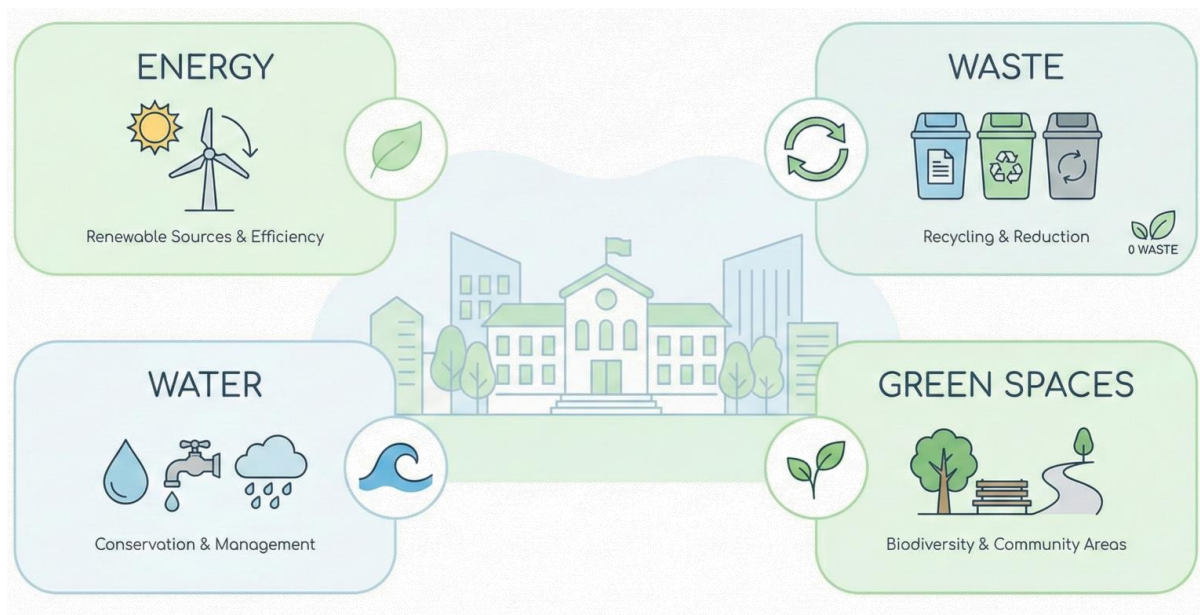 ENERGY
Renewable Sources & Efficiency
WASTE
Recycling & Reduction
0 WASTE
WATER
Conservation & Management
GREEN SPACES
Biodiversity & Community Areas